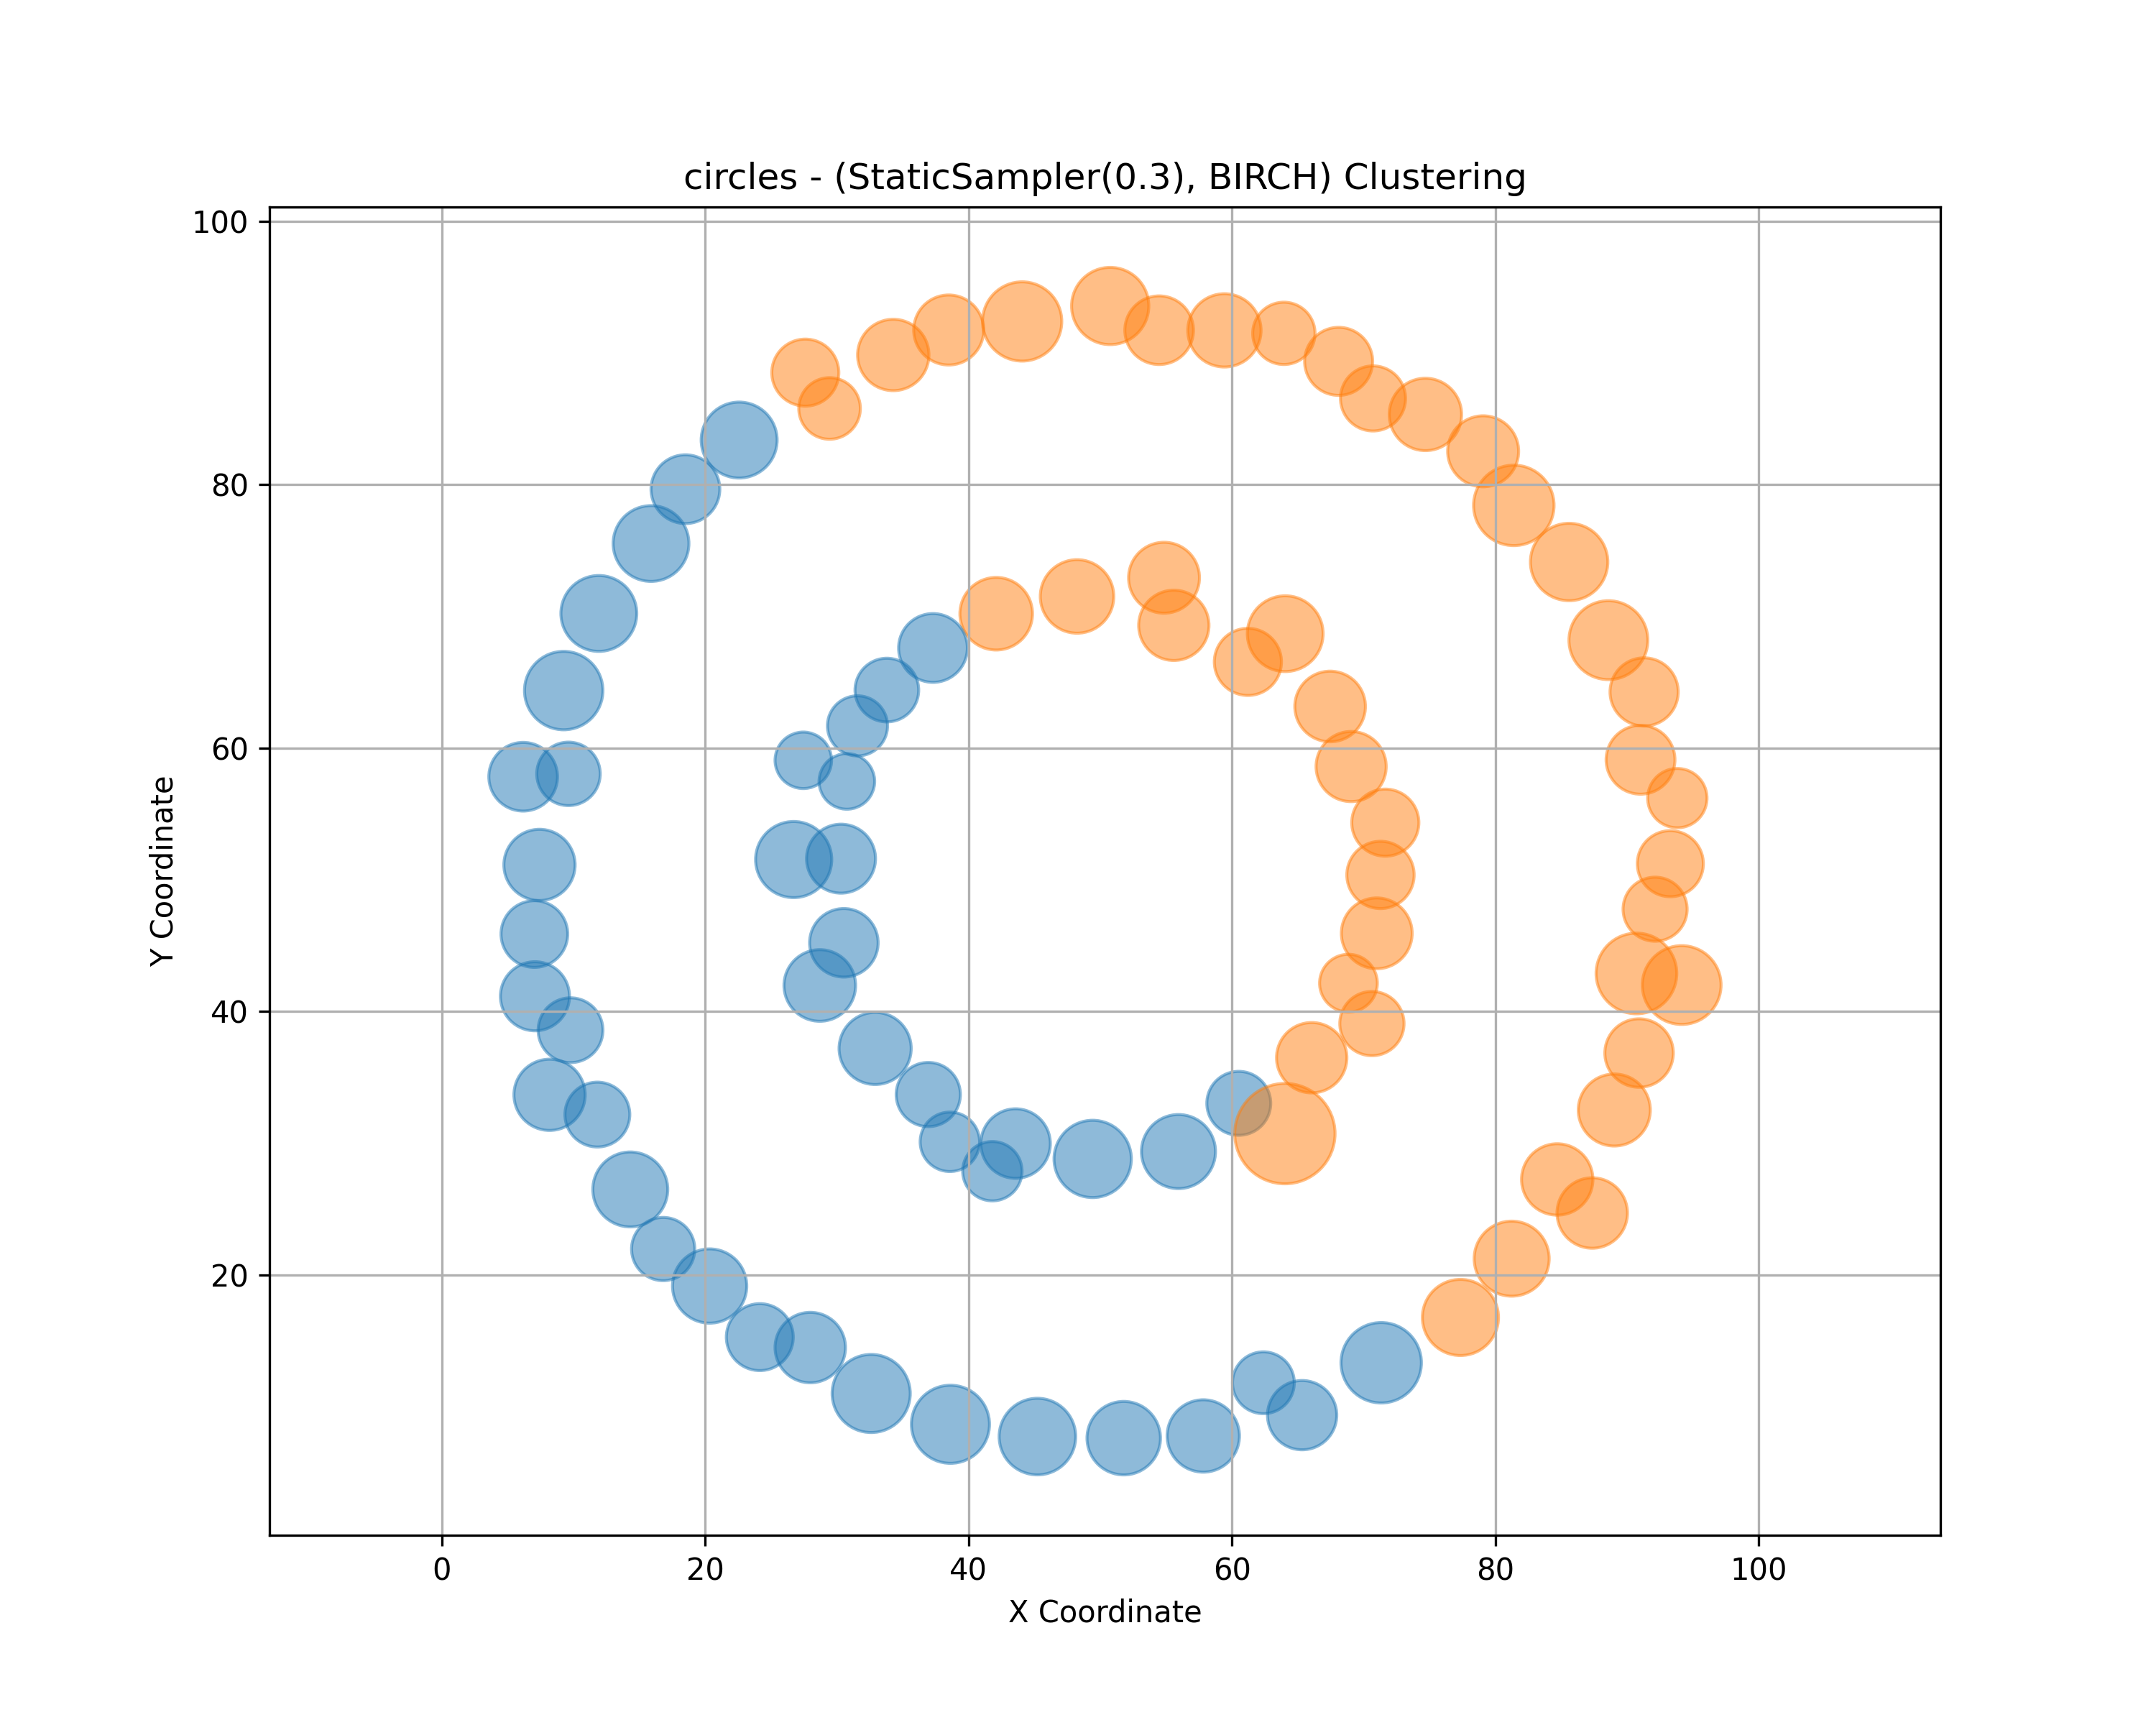 circles - (StaticSampler(0.3), BIRCH) Clustering
100
80
60
40
20
Y Coordinate
0 20 40 60 80 100
X Coordinate